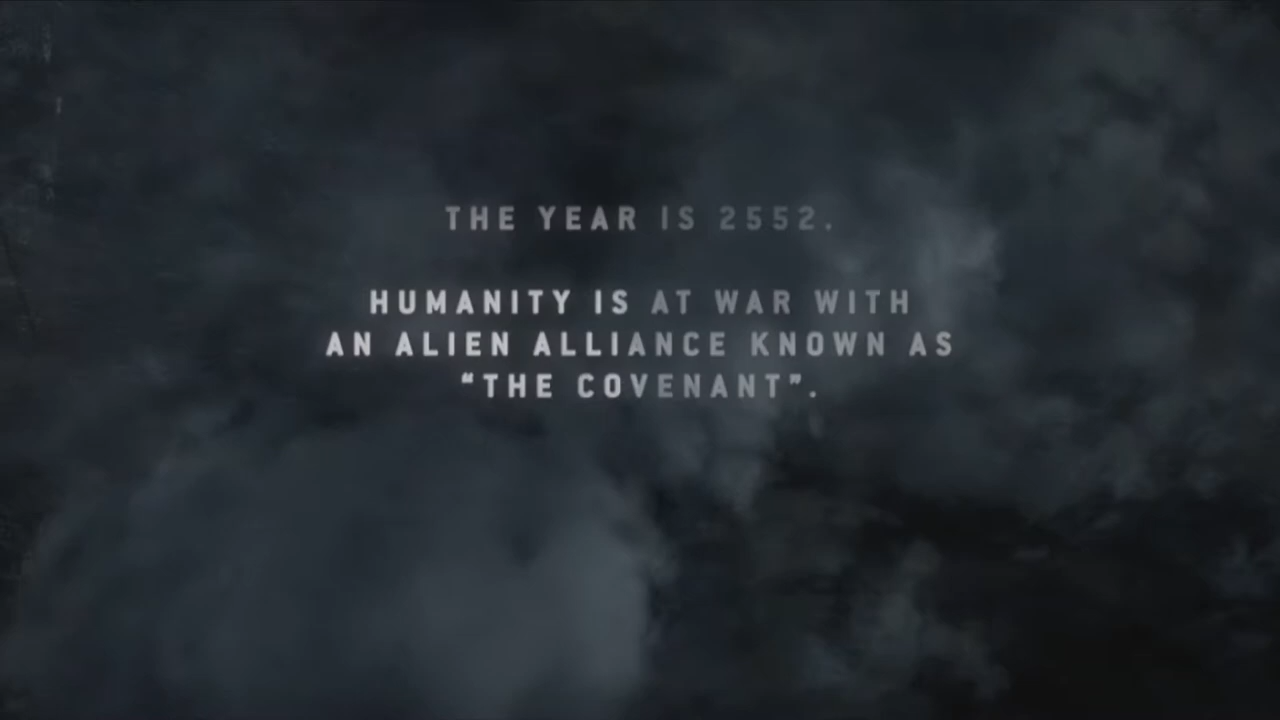 THE YEAR IS 2552.
HUMANITY IS AT WAR WITH
AN ALIEN ALLIANCE KNOWN AS
“THE COVENANT”.